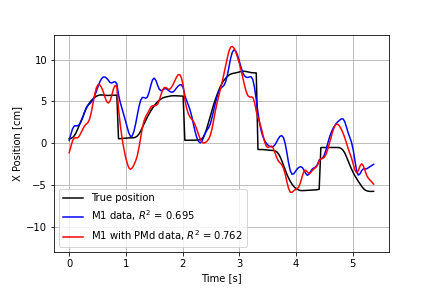 10
5
0
−5
−10
X Position [cm]
True position
M1 data, R² = 0.695
M1 with PMd data, R² = 0.762
0 1 2 3 4 5
Time [s]